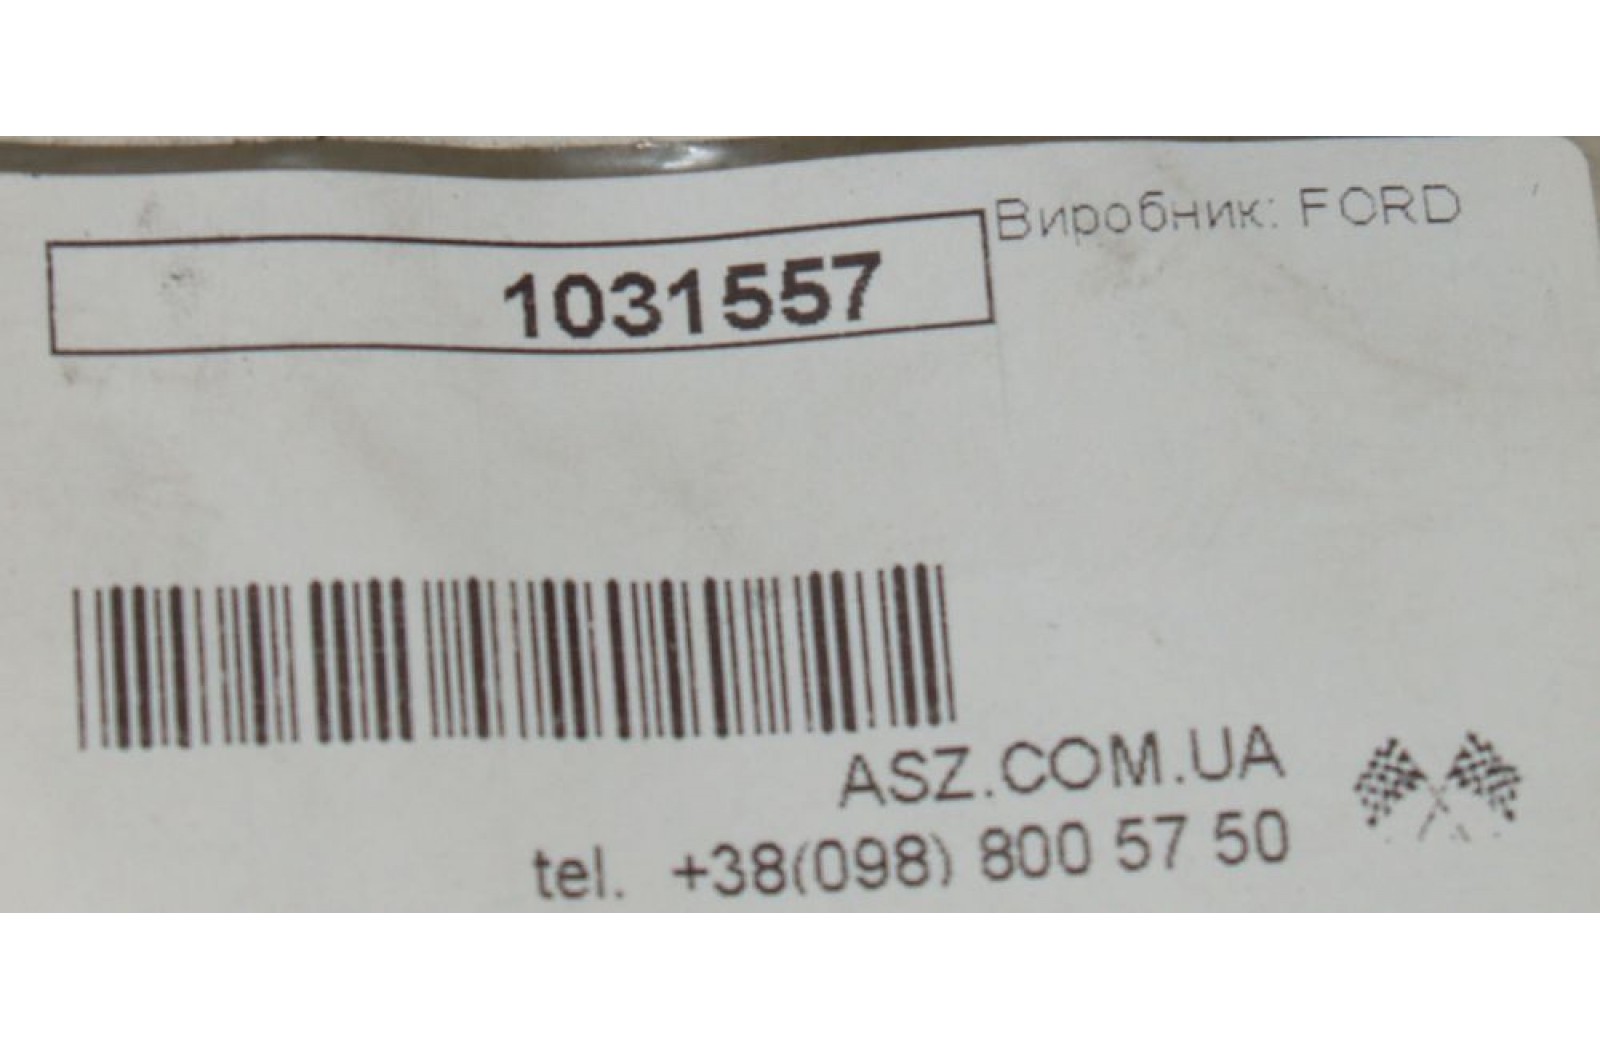 Виробник: FORD
1031557
ASZ.COM.UA
tel. +38(098) 800 57 50